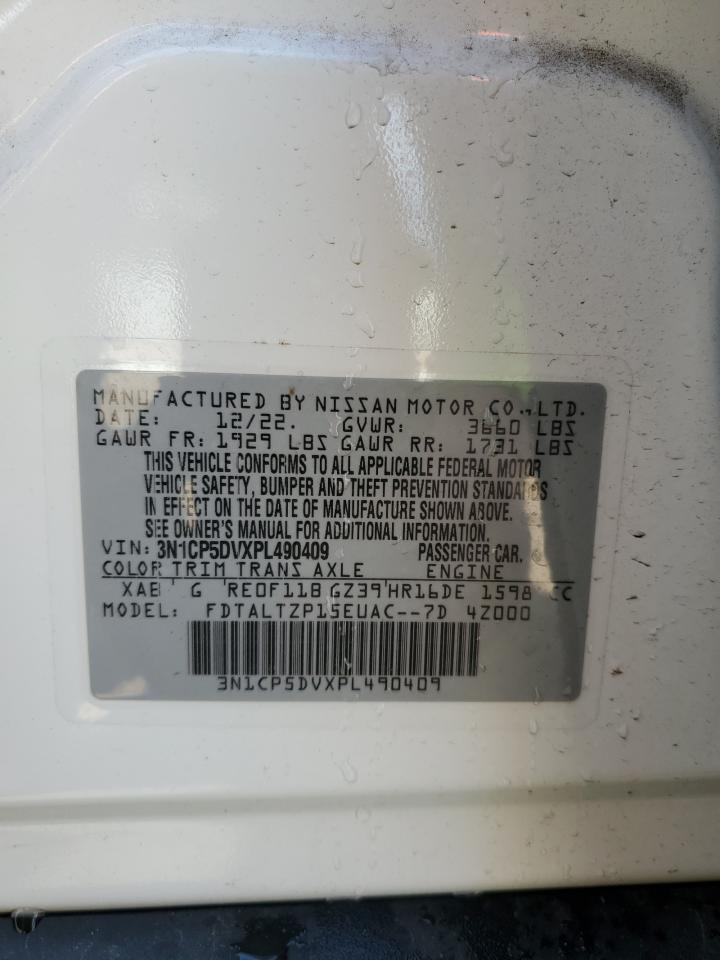 MANUFACTURED BY NISSAN MOTOR CO., LTD.
DATE: 12/22. GVWR: 3660 LBS
GAWR FR: 1929 LBS GAWR RR: 1731 LBS
THIS VEHICLE CONFORMS TO ALL APPLICABLE FEDERAL MOTOR
VEHICLE SAFETY, BUMPER AND THEFT PREVENTION STANDARDS
IN EFFECT ON THE DATE OF MANUFACTURE SHOWN ABOVE.
SEE OWNER'S MANUAL FOR ADDITIONAL INFORMATION.
VIN: 3N1CP5DVXPL490409 PASSENGER CAR.
COLOR TRIM TRANS AXLE ENGINE
XAB G RE0F11B GZ39 HR16DE 1598 CC
MODEL: FDTALTZP15EUAC--7D 4Z000
3N1CP5DVXPL490409